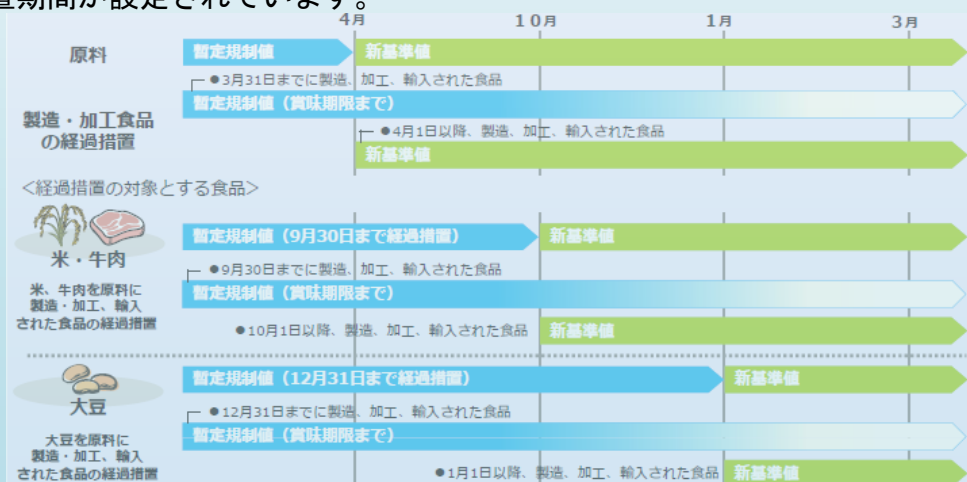 置期間が設定されています。
4月 10月 1月 3月
原料 暫定規制値 新基準値
●3月31日までに製造、加工、輸入された食品
製造・加工食品
の経過措置
暫定規制値（賞味期限まで）
●4月1日以降、製造、加工、輸入された食品
新基準値
＜経過措置の対象とする食品＞
米・牛肉
暫定規制値（9月30日まで経過措置） 新基準値
●9月30日までに製造、加工、輸入された食品
米、牛肉を原料に
製造・加工、輸入
された食品の経過措置
暫定規制値（賞味期限まで）
●10月1日以降、製造、加工、輸入された食品 新基準値
大豆
暫定規制値（12月31日まで経過措置） 新基準値
●12月31日までに製造、加工、輸入された食品
大豆を原料に
製造・加工、輸入
された食品の経過措置
暫定規制値（賞味期限まで）
●1月1日以降、製造、加工、輸入された食品 新基準値